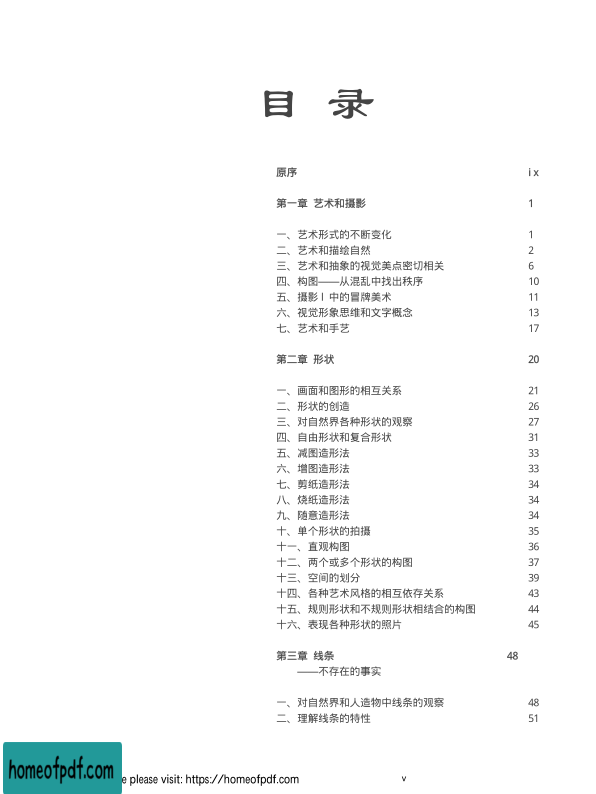 目 录
原序 ix
第一章 艺术和摄影 1
一、艺术形式的不断变化 1
二、艺术和描绘自然 2
三、艺术和抽象的视觉美点密切相关 6
四、构图——从混乱中找出秩序 10
五、摄影丨中的冒牌美术 11
六、视觉形象思维和文字概念 13
七、艺术和手艺 17
第二章 形状 20
一、画面和图形的相互关系 21
二、形状的创造 26
三、对自然界各种形状的观察 27
四、自由形状和复合形状 31
五、减图造形法 33
六、增图造形法 33
七、剪纸造形法 34
八、烧纸造形法 34
九、随意造形法 34
十、单个形状的拍摄 35
十一、直观构图 36
十二、两个或多个形状的构图 37
十三、空间的划分 39
十四、各种艺术风格的相互依存关系 43
十五、规则形状和不规则形状相结合的构图 44
十六、表现各种形状的照片 45
第三章 线条 48
——不存在的事实
一、对自然界和人造物中线条的观察 48
二、理解线条的特性 51
homeofpdf.com
e please visit: https://homeofpdf.com
v